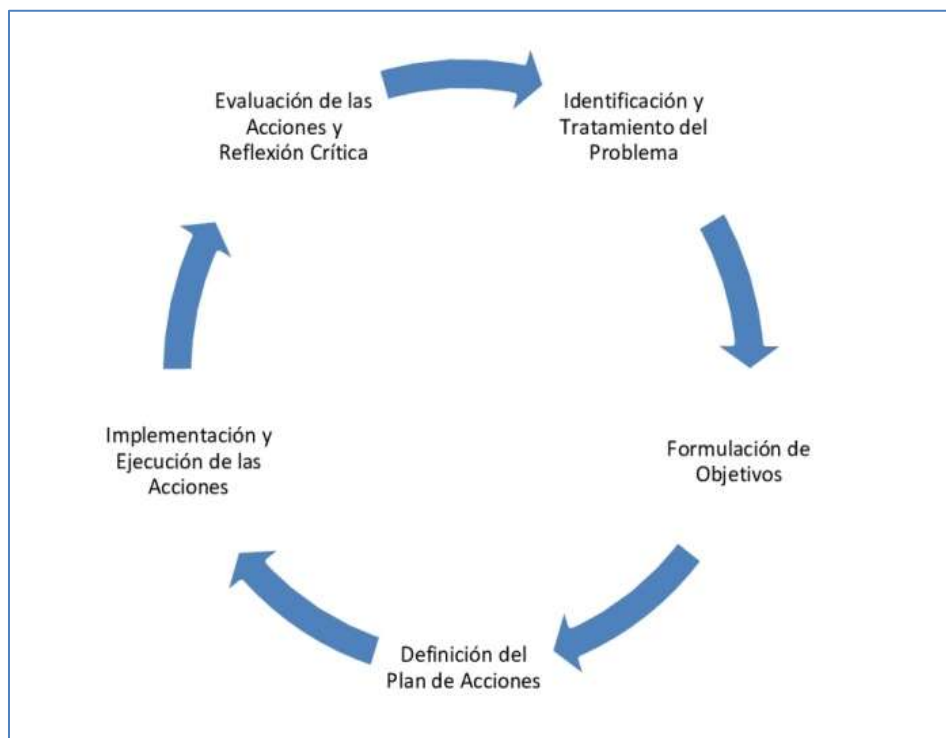 Evaluación de las
Acciones y
Reflexión Crítica
Identificación y
Tratamiento del
Problema
Formulación de
Objetivos
Definición del
Plan de Acciones
Implementación y
Ejecución de las
Acciones